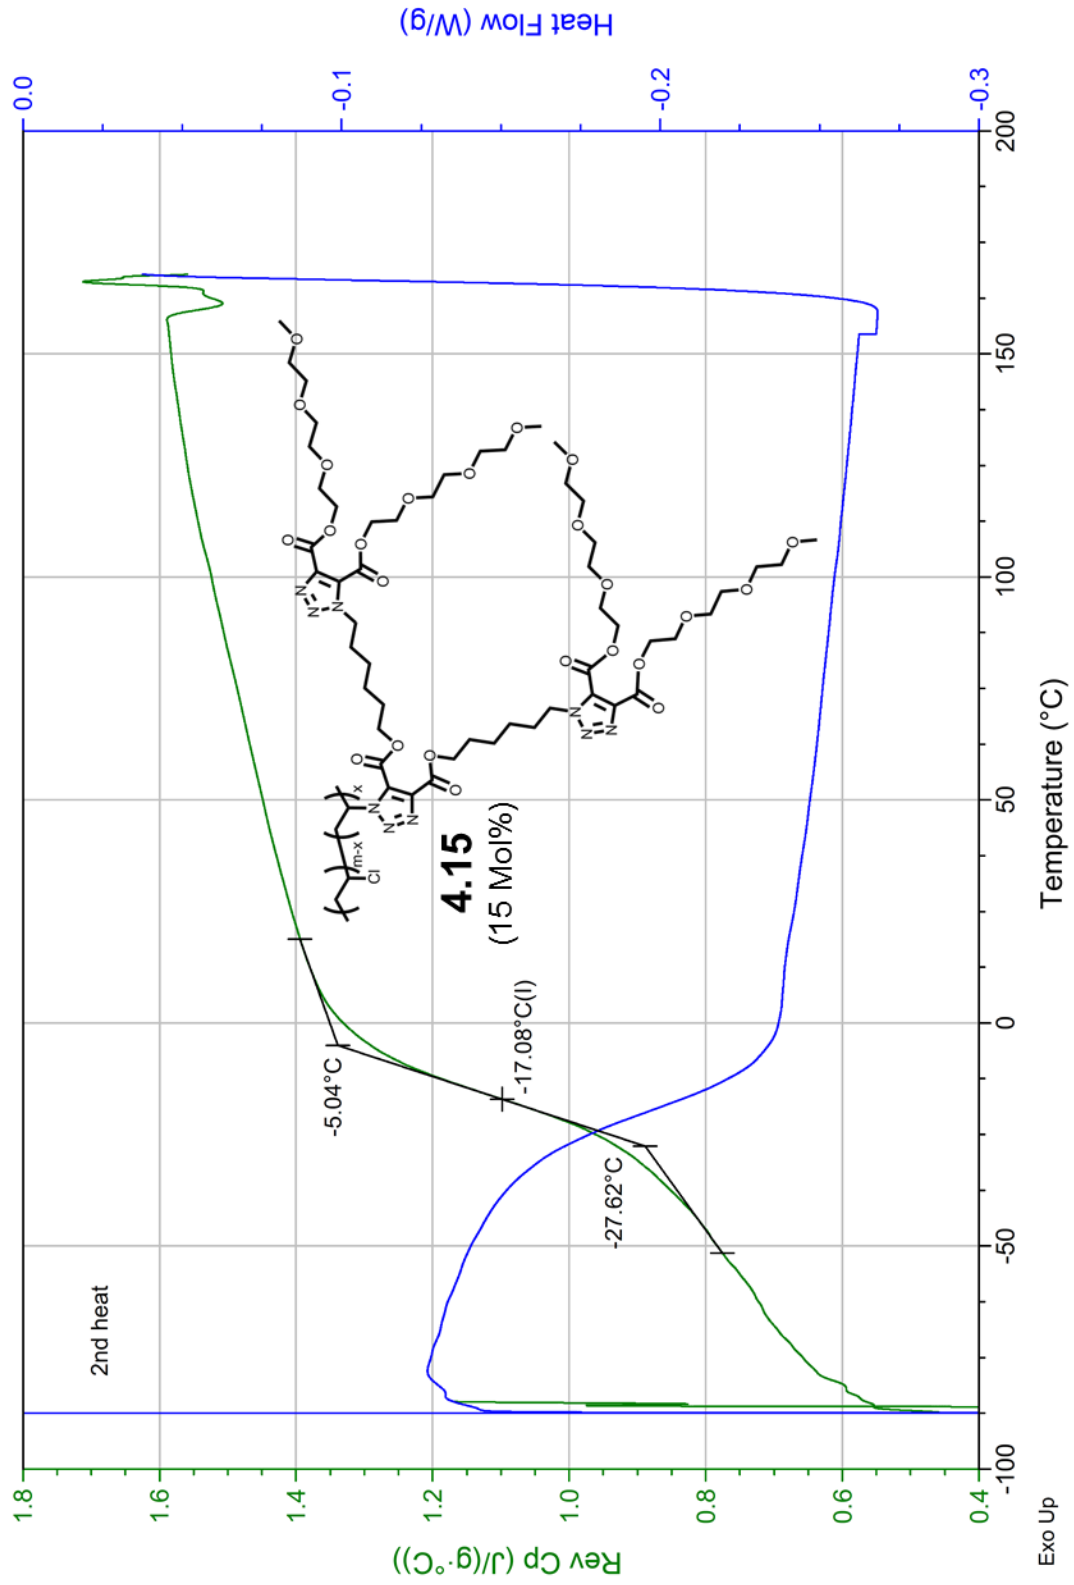 2nd heat
-5.04°C
-17.08°C(I)
-27.62°C
4.15
(15 Mol%)
Cl
m-x
x
N
N
N
O
O
O
O
N
N
N
O
O
O
O
O
O
O
O
O
O
N
N
N
O
O
O
O
O
O
O
O
O
O
Rev Cp (J/(g·°C))
1.8
1.6
1.4
1.2
1.0
0.8
0.6
0.4
Heat Flow (W/g)
0.0
-0.1
-0.2
-0.3
-100
-50
0
50
100
150
200
Temperature (°C)
Exo Up